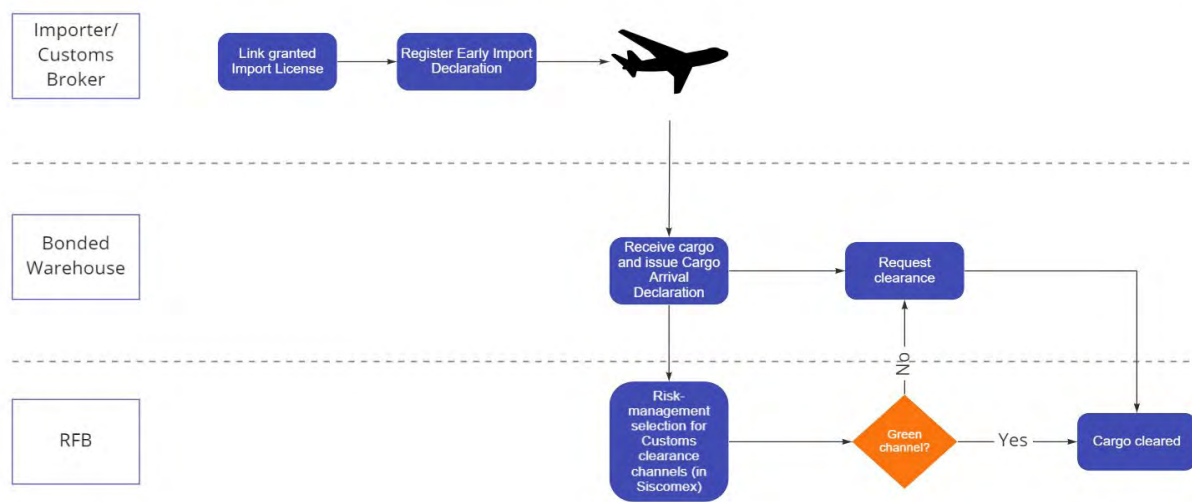 Importer/
Customs
Broker
Link granted
Import License
Register Early Import
Declaration
Bonded
Warehouse
Receive cargo
and issue Cargo
Arrival
Declaration
Request
clearance
No
RFB
Risk-
management
selection for
Customs
clearance
channels (in
Siscomex)
Green
channel?
Yes
Cargo cleared